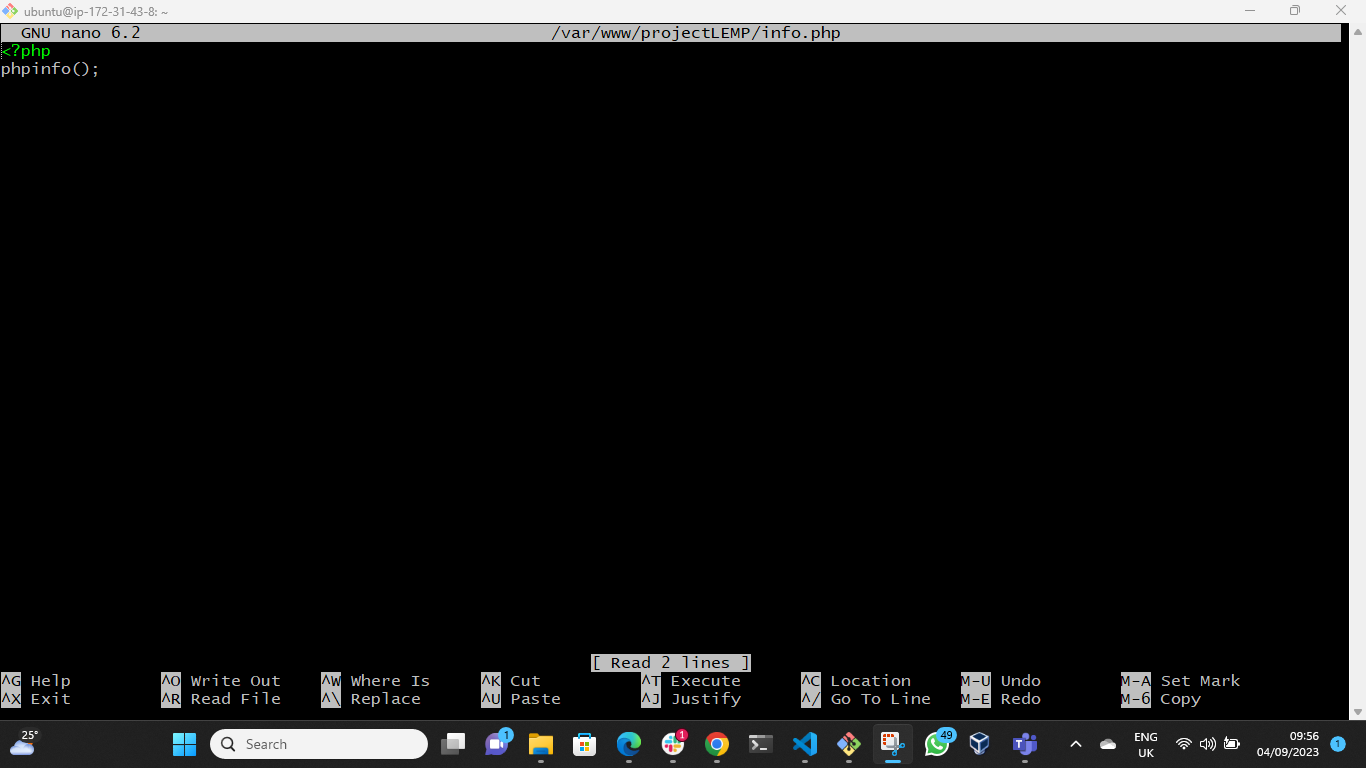 ubuntu@ip-172-31-43-8: ~
GNU nano 6.2 /var/www/projectLEMP/info.php
<?php
phpinfo();
[ Read 2 lines ]
^G Help ^O Write Out ^W Where Is ^K Cut ^T Execute ^C Location M-U Undo M-A Set Mark
^X Exit ^R Read File ^\ Replace ^U Paste ^J Justify ^/ Go To Line M-E Redo M-6 Copy
25°
Search
1
1
49
ENG
UK
09:56
04/09/2023
1